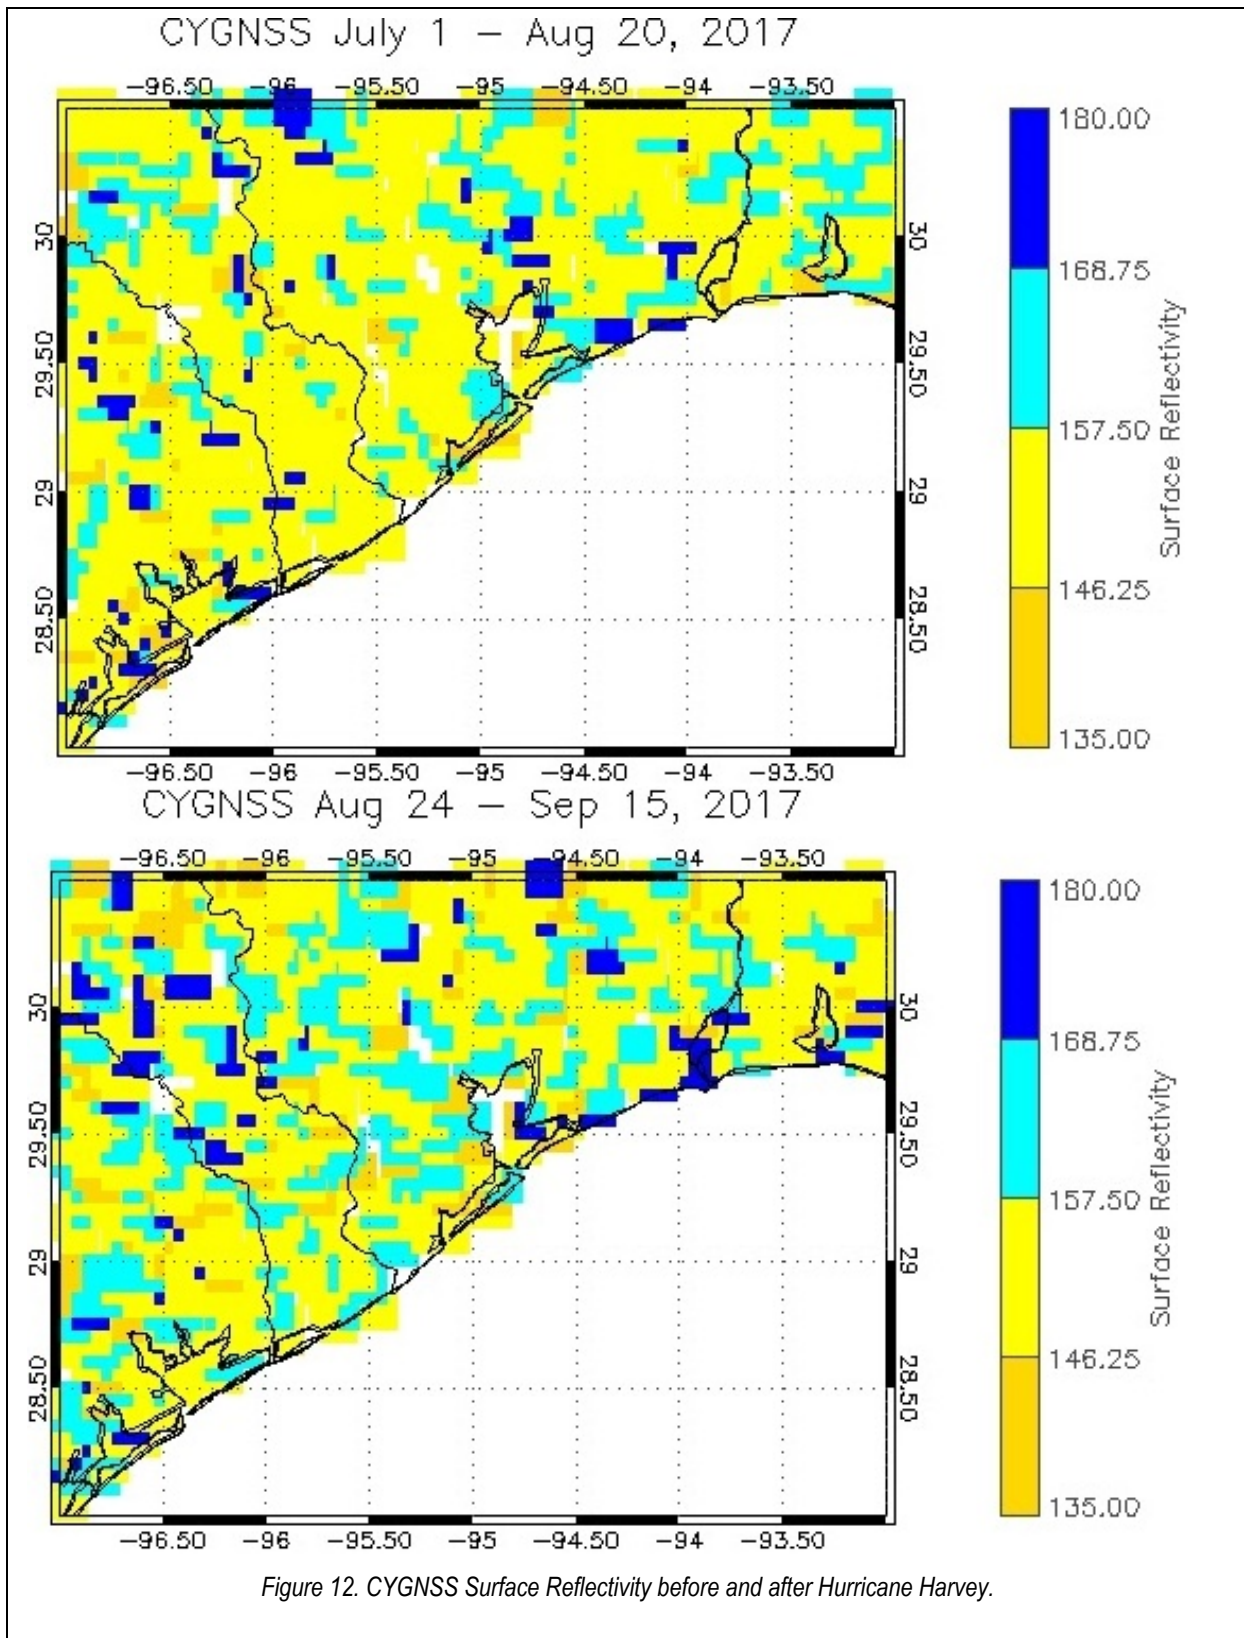 CYGNSS July 1 – Aug 20, 2017
−96.50 −96 −95.50 −95 −94.50 −94 −93.50
180.00
30 30
168.75
29.50 29.50
157.50
Surface Reflectivity
29 29
146.25
28.50 28.50
135.00
−96.50 −96 −95.50 −95 −94.50 −94 −93.50
CYGNSS Aug 24 – Sep 15, 2017
−96.50 −96 −95.50 −95 −94.50 −94 −93.50
180.00
30 30
168.75
29.50 29.50
157.50
Surface Reflectivity
29 29
146.25
28.50 28.50
135.00
−96.50 −96 −95.50 −95 −94.50 −94 −93.50
Figure 12. CYGNSS Surface Reflectivity before and after Hurricane Harvey.